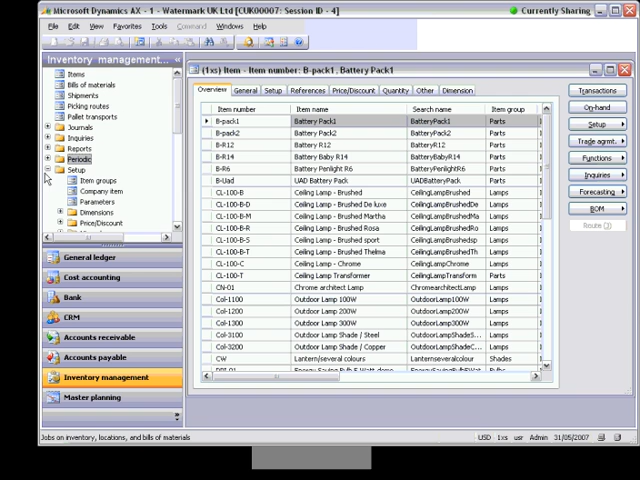 Microsoft Dynamics AX - 1 - Watermark UK Ltd [CUK00007: Session ID - 4]
Currently Sharing
File Edit View Favorites Tools Command Windows Help
Inventory management...
Items
Bills of materials
Shipments
Picking routes
Pallet transports
Journals
Inquiries
Reports
Periodic
Setup
Item groups
Company item
Parameters
Dimensions
Price/Discount
General ledger
Cost accounting
Bank
CRM
Accounts receivable
Accounts payable
Inventory management
Master planning
(1xs) Item - Item number: B-pack1, Battery Pack1
Overview General Setup References Price/Discount Quantity Other Dimension
Item number Item name Search name Item group
B-pack1 Battery Pack1 BatteryPack1 Parts
B-pack2 Battery Pack2 BatteryPack2 Parts
B-R12 Battery R12 BatteryR12 Parts
B-R14 Battery Baby R14 BatteryBabyR14 Parts
B-R6 Battery Penlight R6 BatteryPenlightR6 Parts
B-Uad UAD Battery Pack UADBatteryPack Parts
CL-100-B Ceiling Lamp - Brushed CeilingLampBrushed Lamps
CL-100-B-D Ceiling Lamp - Brushed De luxe CeilingLampBrushedDe Lamps
CL-100-B-M Ceiling Lamp - Brushed Martha CeilingLampBrushedMa Lamps
CL-100-B-R Ceiling Lamp - Brushed Rosa CeilingLampBrushedRo Lamps
CL-100-B-S Ceiling Lamp - Brushed sport CeilingLampBrushedsp Lamps
CL-100-B-T Ceiling Lamp - Brushed Thelma CeilingLampBrushedTh Lamps
CL-100-C Ceiling Lamp - Chrome CeilingLampChrome Lamps
CL-100-T Ceiling Lamp Transformer CeilingLampTransform Parts
CN-01 Chrome architect Lamp ChromearchitectLamp Lamps
Col-1100 Outdoor Lamp 100W OutdoorLamp100W Lamps
Col-1200 Outdoor Lamp 200W OutdoorLamp200W Lamps
Col-1300 Outdoor Lamp 300W OutdoorLamp300W Lamps
Col-3100 Outdoor Lamp Shade / Steel OutdoorLampShadeS... Lamps
Col-3200 Outdoor Lamp Shade / Copper OutdoorLampShadeC... Lamps
CW Lantern/several colours Lanternseveralcolour Shades
Transactions
On-hand
Setup
Trade agrmt.
Functions
Inquiries
Forecasting
BOM
Jobs on inventory, locations, and bills of materials
USD 1xs usr Admin 31/05/2007